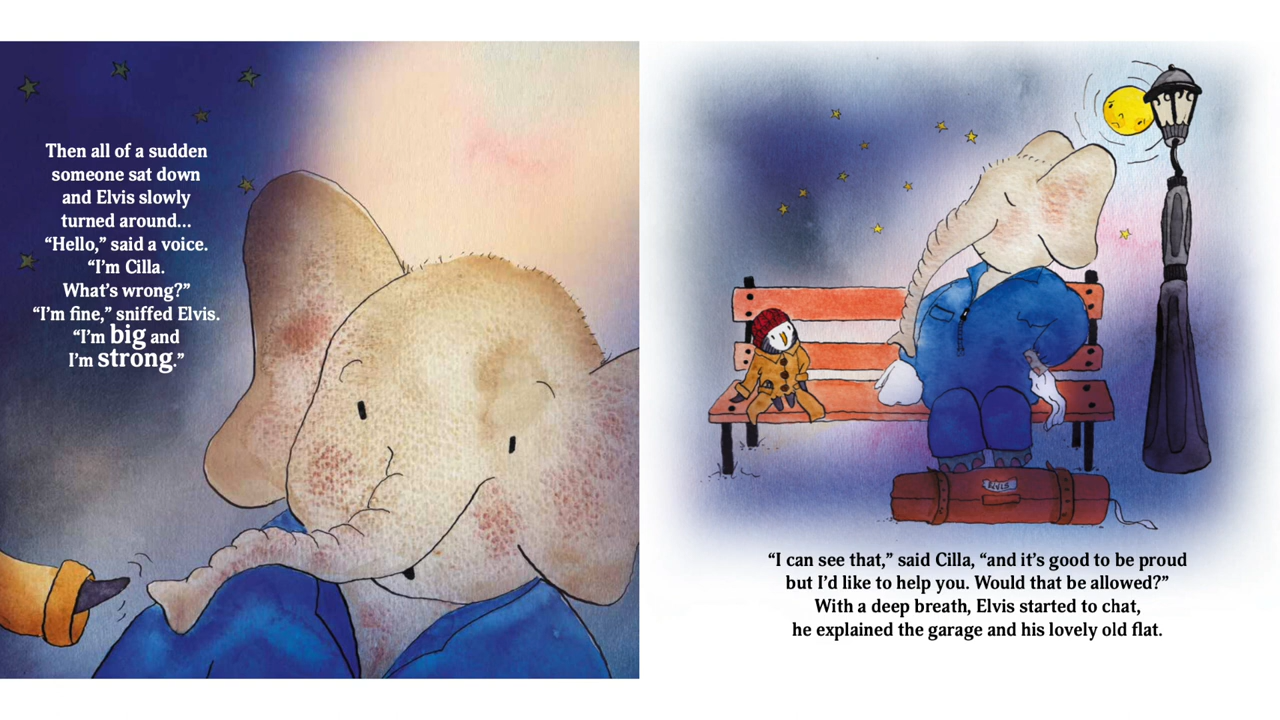 Then all of a sudden
someone sat down
and Elvis slowly
turned around...
“Hello,” said a voice.
“I’m Cilla.
What’s wrong?”
“I’m fine,” sniffed Elvis.
“I’m big and
I’m strong.”
ELVIS
“I can see that,” said Cilla, “and it’s good to be proud
but I’d like to help you. Would that be allowed?”
With a deep breath, Elvis started to chat,
he explained the garage and his lovely old flat.